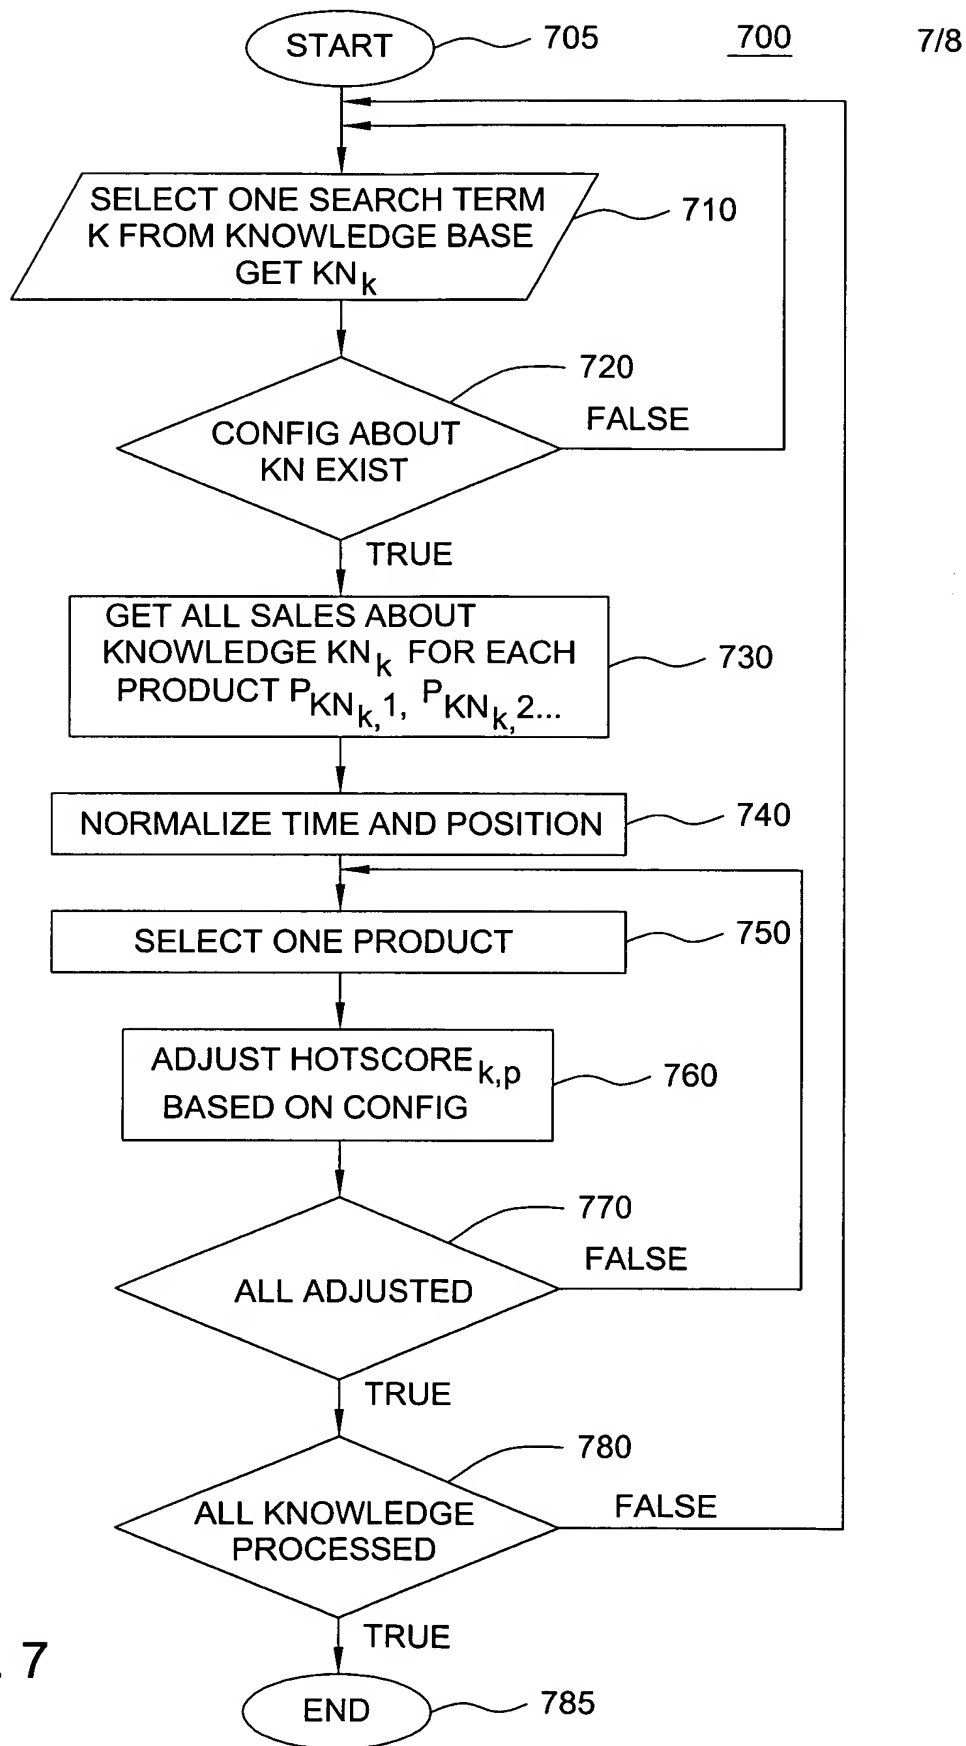 START
705
700
7/8
SELECT ONE SEARCH TERM
K FROM KNOWLEDGE BASE
GET KNk
710
720
CONFIG ABOUT
KN EXIST
FALSE
TRUE
GET ALL SALES ABOUT
KNOWLEDGE KNk FOR EACH
PRODUCT PKNk,1, PKNk,2...
730
NORMALIZE TIME AND POSITION
740
SELECT ONE PRODUCT
750
ADJUST HOTSCOREk,p
BASED ON CONFIG
760
770
ALL ADJUSTED
FALSE
TRUE
780
ALL KNOWLEDGE
PROCESSED
FALSE
TRUE
. 7
END
785